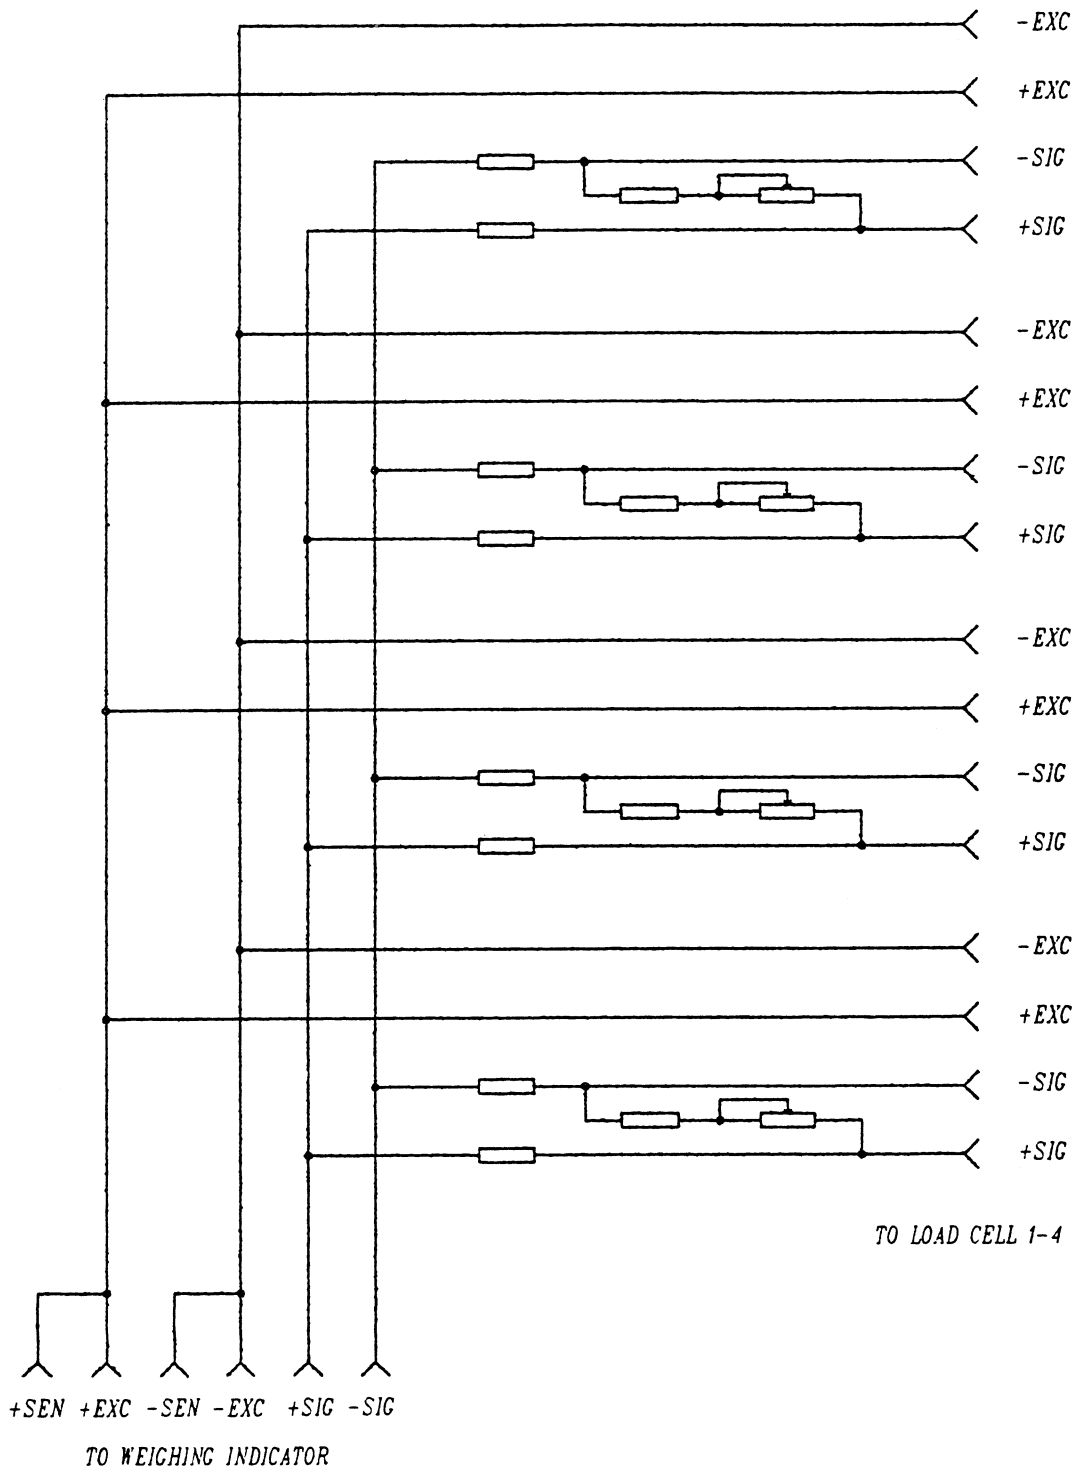 -EXC
+EXC
-SIG
+SIG
-EXC
+EXC
-SIG
+SIG
-EXC
+EXC
-SIG
+SIG
-EXC
+EXC
-SIG
+SIG
TO LOAD CELL 1-4
+SEN +EXC -SEN -EXC +SIG -SIG
TO WEIGHING INDICATOR